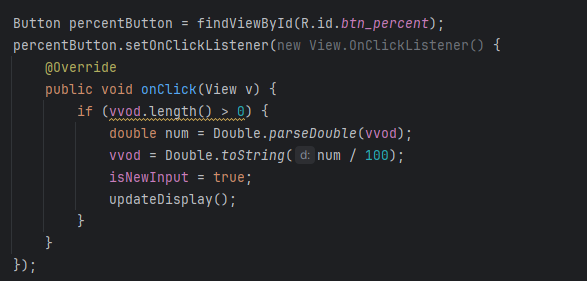 Button percentButton = findViewById(R.id.btn_percent);
percentButton.setOnClickListener(new View.OnClickListener() {
    @Override
    public void onClick(View v) {
        if (vvod.length() > 0) {
            double num = Double.parseDouble(vvod);
            vvod = Double.toString( d: num / 100);
            isNewInput = true;
            updateDisplay();
        }
    }
});